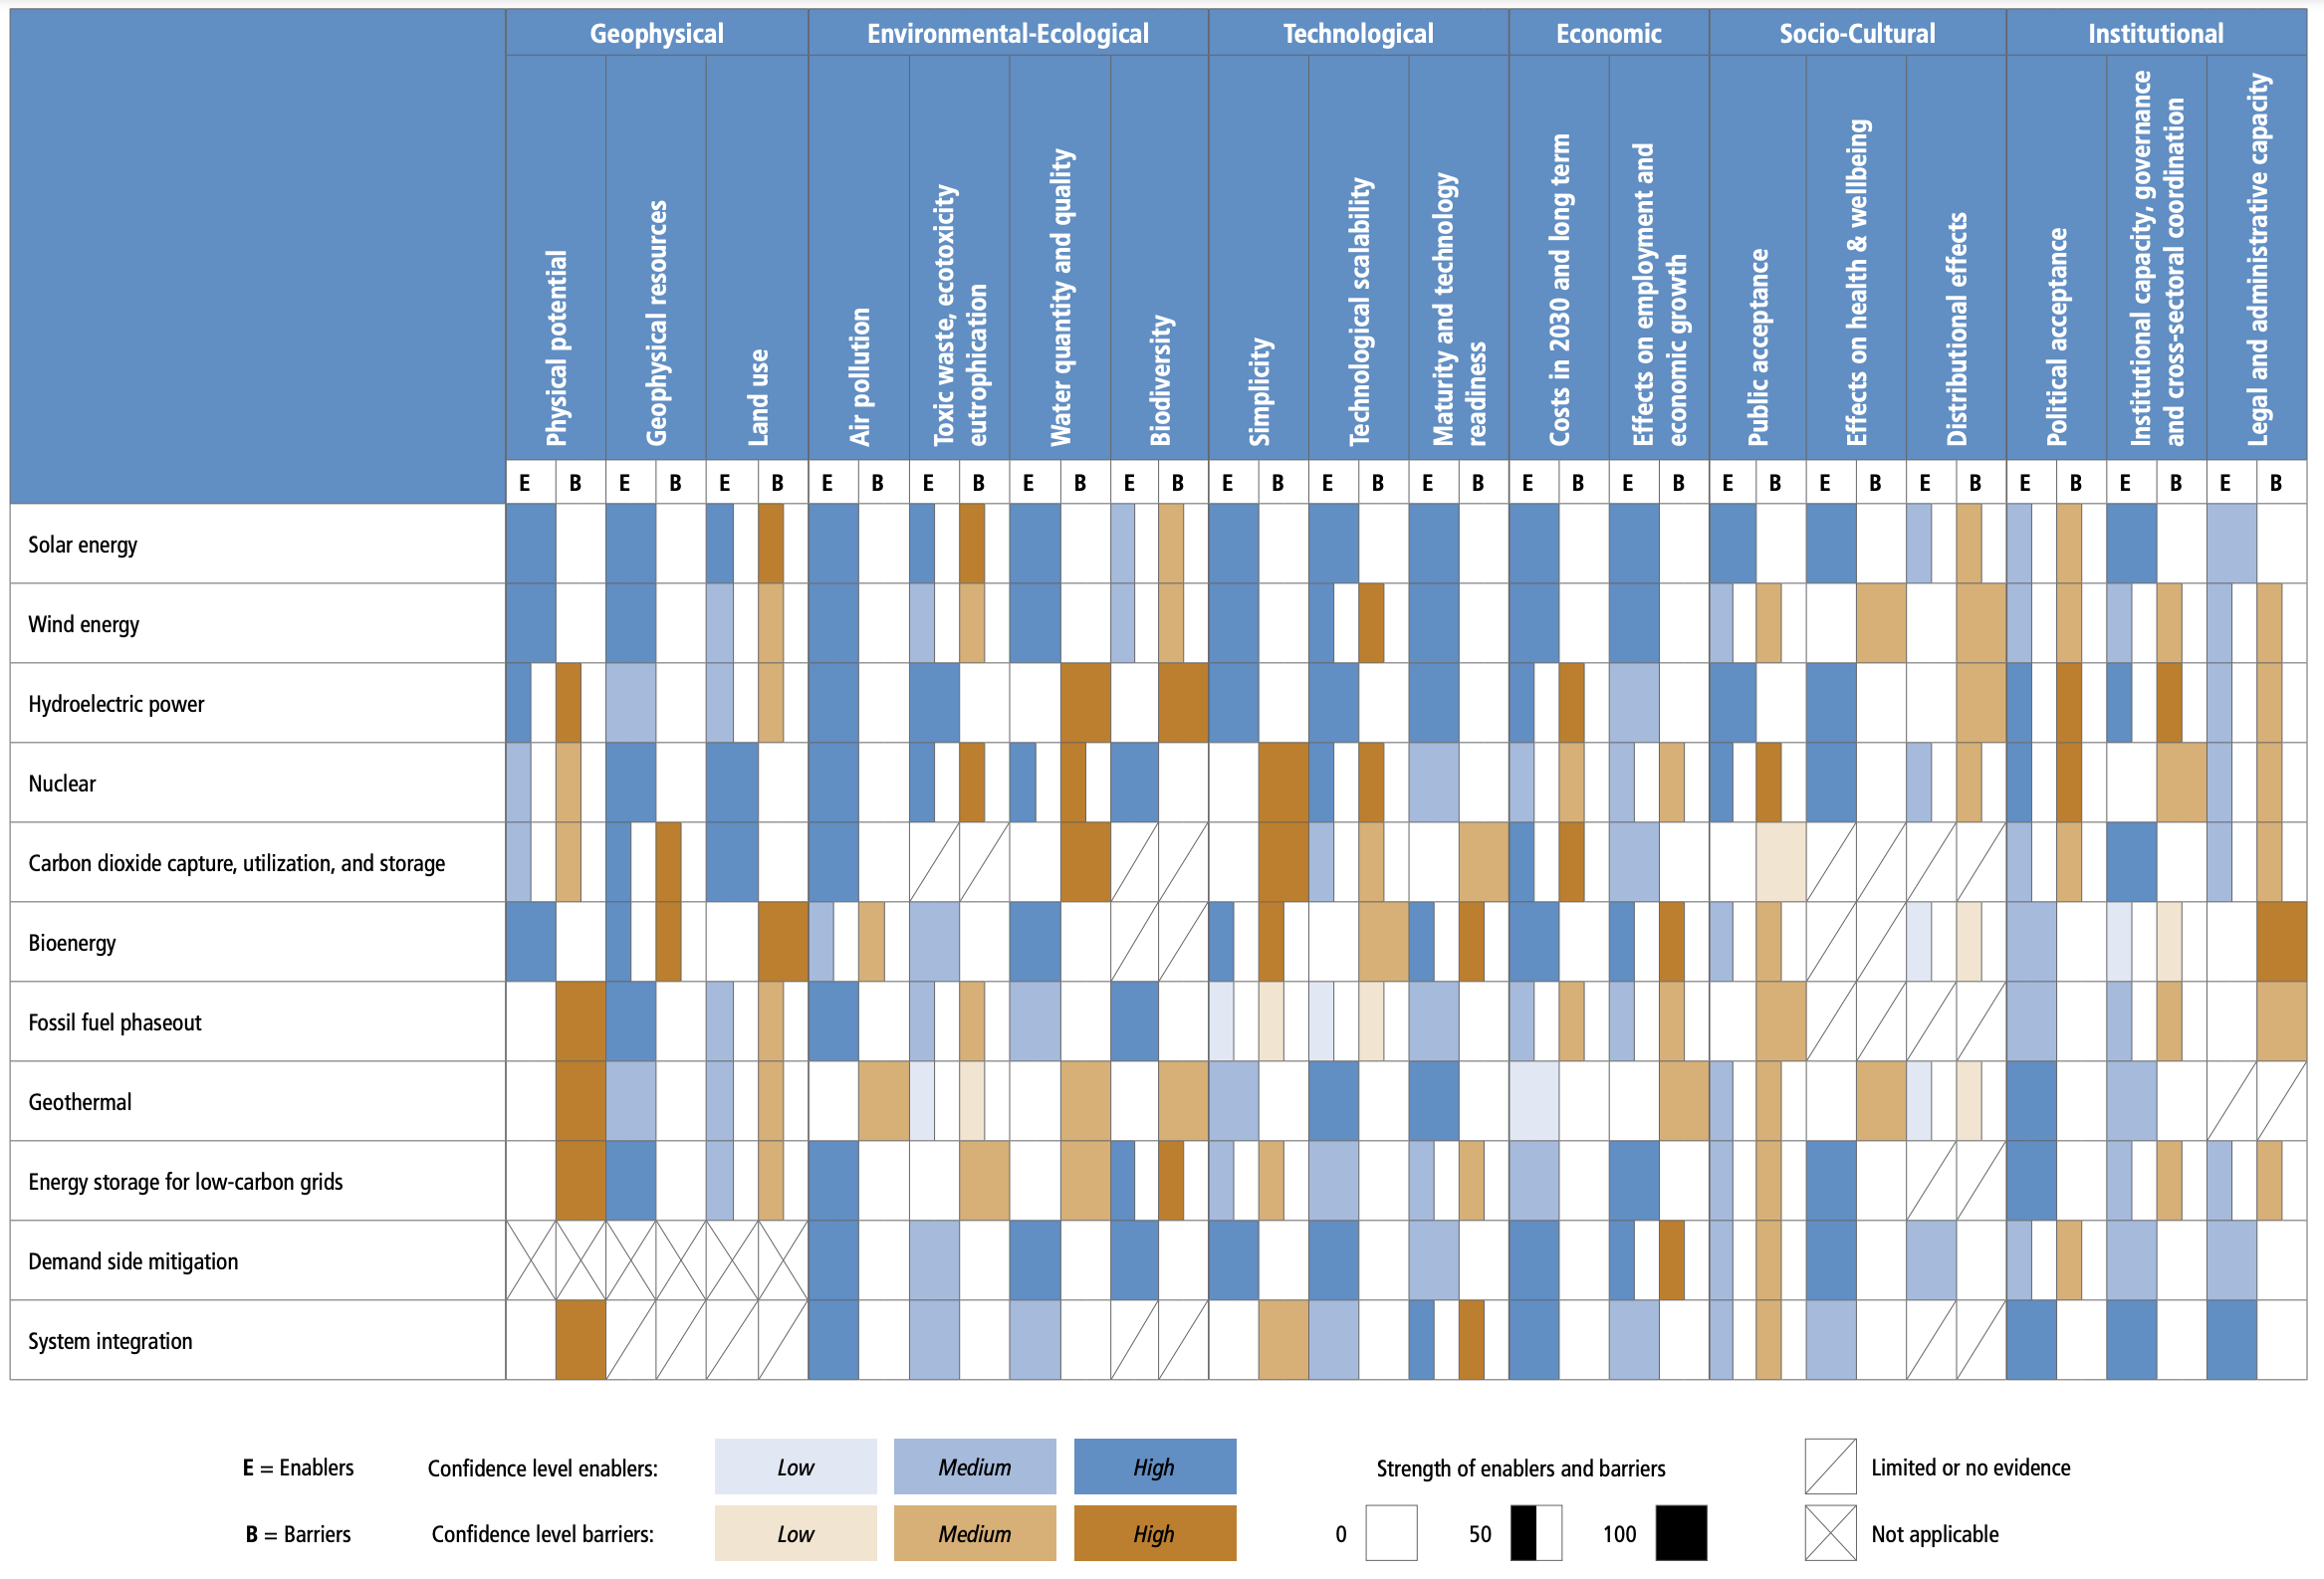 Geophysical Environmental-Ecological Technological Economic Socio-Cultural Institutional
Physical potential
Geophysical resources
Land use
Air pollution
Toxic waste, ecotoxicity
eutrophication
Water quantity and quality
Biodiversity
Simplicity
Technological scalability
Maturity and technology
readiness
Costs in 2030 and long term
Effects on employment and
economic growth
Public acceptance
Effects on health & wellbeing
Distributional effects
Political acceptance
Institutional capacity, governance
and cross-sectoral coordination
Legal and administrative capacity
E B E B E B E B E B E B E B E B E B E B E B E B E B E B E B E B E B E B
Solar energy
Wind energy
Hydroelectric power
Nuclear
Carbon dioxide capture, utilization, and storage
Bioenergy
Fossil fuel phaseout
Geothermal
Energy storage for low-carbon grids
Demand side mitigation
System integration
E = Enablers Confidence level enablers: Low Medium High Strength of enablers and barriers Limited or no evidence
B = Barriers Confidence level barriers: Low Medium High 0 50 100 Not applicable